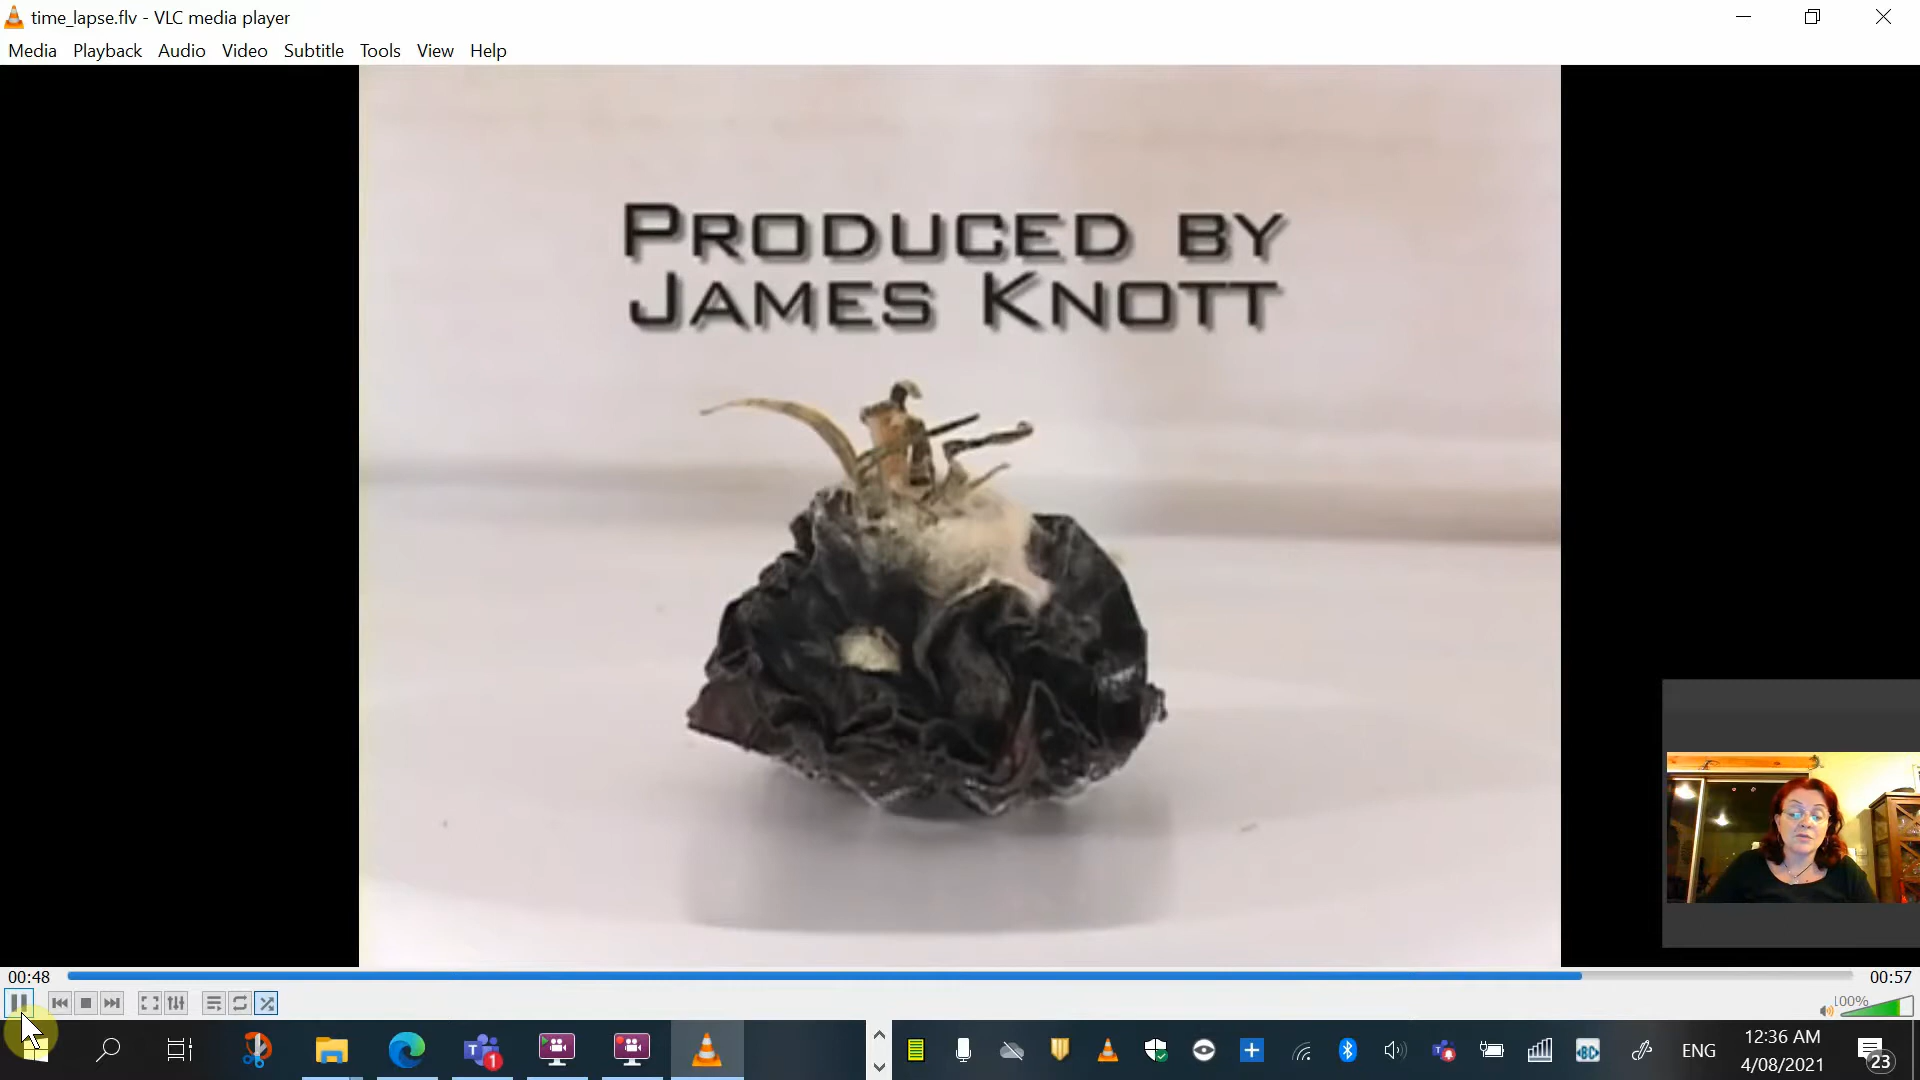 time_lapse.flv - VLC media player
Media Playback Audio Video Subtitle Tools View Help
PRODUCED BY
JAMES KNOTT
00:48
00:57
100%
1
ENG
12:36 AM
4/08/2021
23